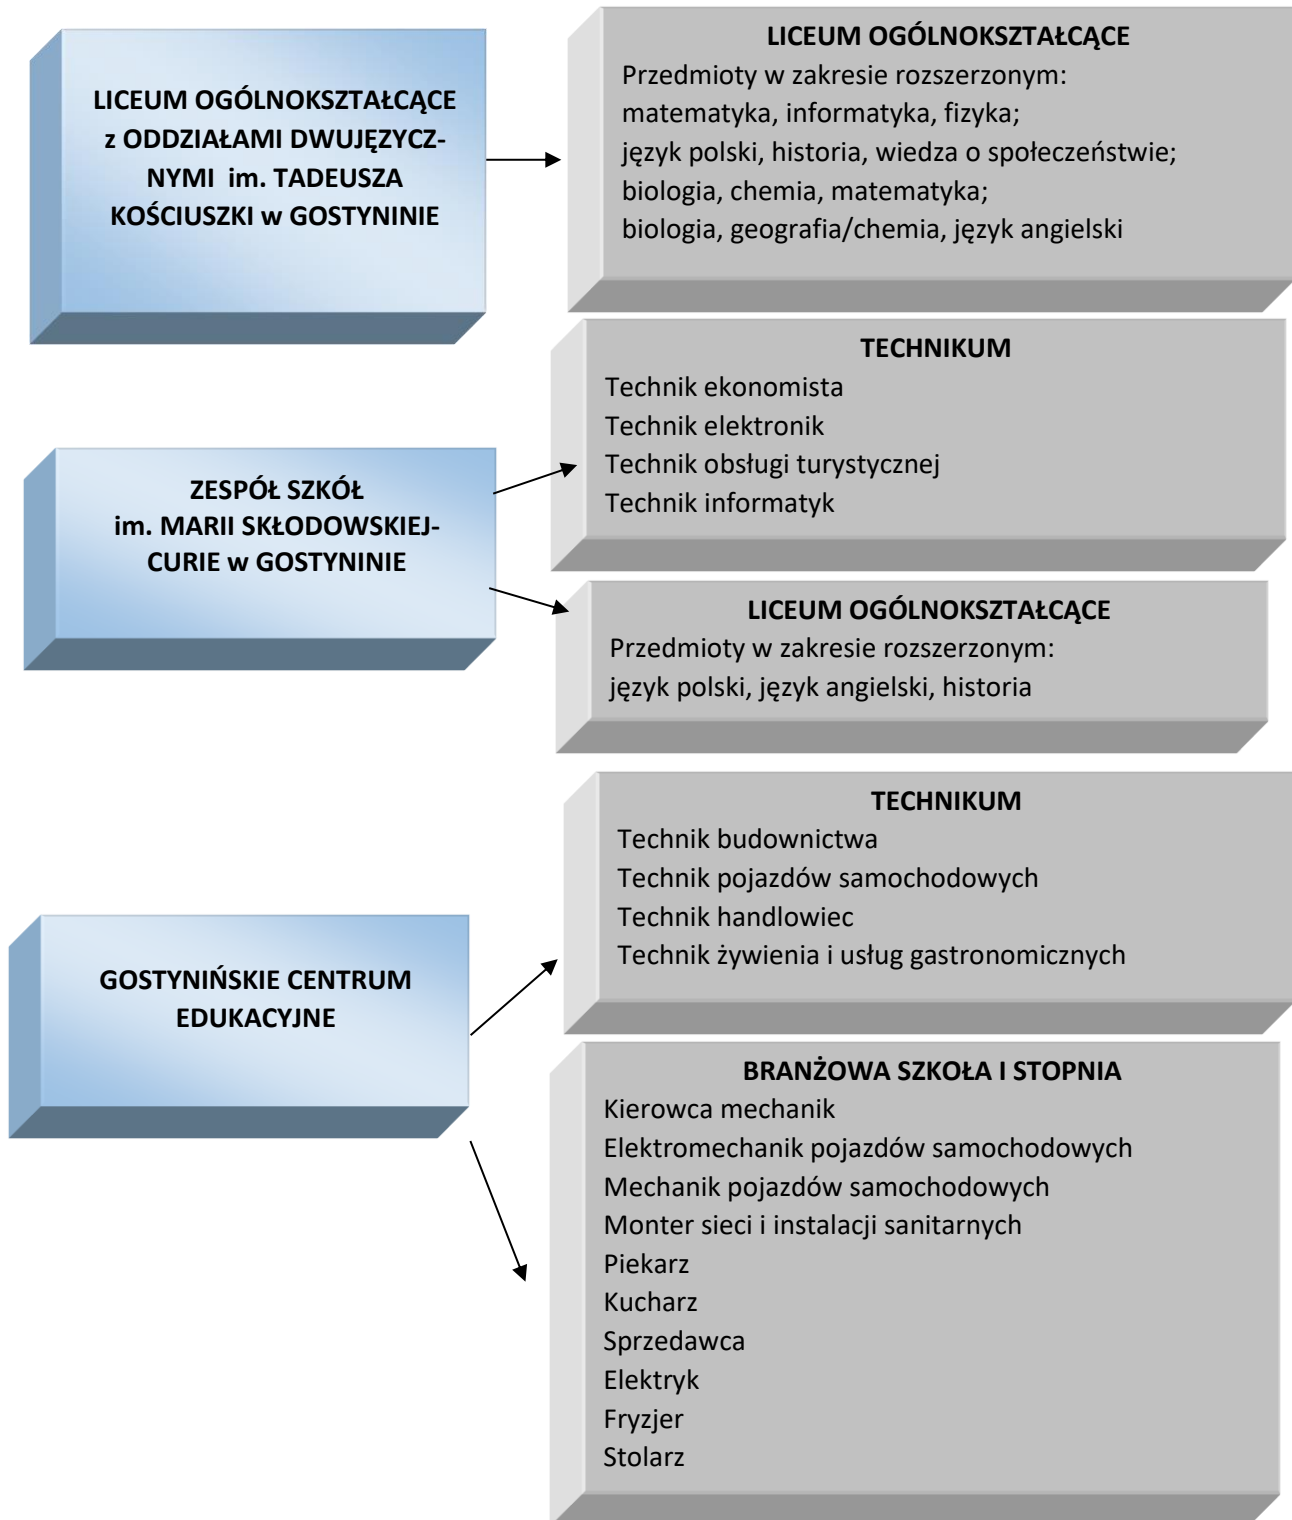 LICEUM OGÓLNOKSZTAŁCĄCE
z ODDZIAŁAMI DWUJĘZYCZ-
NYMI im. TADEUSZA
KOŚCIUSZKI w GOSTYNINIE
LICEUM OGÓLNOKSZTAŁCĄCE
Przedmioty w zakresie rozszerzonym:
matematyka, informatyka, fizyka;
język polski, historia, wiedza o społeczeństwie;
biologia, chemia, matematyka;
biologia, geografia/chemia, język angielski
ZESPÓŁ SZKÓŁ
im. MARII SKŁODOWSKIEJ-
CURIE w GOSTYNINIE
TECHNIKUM
Technik ekonomista
Technik elektronik
Technik obsługi turystycznej
Technik informatyk
LICEUM OGÓLNOKSZTAŁCĄCE
Przedmioty w zakresie rozszerzonym:
język polski, język angielski, historia
GOSTYNIŃSKIE CENTRUM
EDUKACYJNE
TECHNIKUM
Technik budownictwa
Technik pojazdów samochodowych
Technik handlowiec
Technik żywienia i usług gastronomicznych
BRANŻOWA SZKOŁA I STOPNIA
Kierowca mechanik
Elektromechanik pojazdów samochodowych
Mechanik pojazdów samochodowych
Monter sieci i instalacji sanitarnych
Piekarz
Kucharz
Sprzedawca
Elektryk
Fryzjer
Stolarz